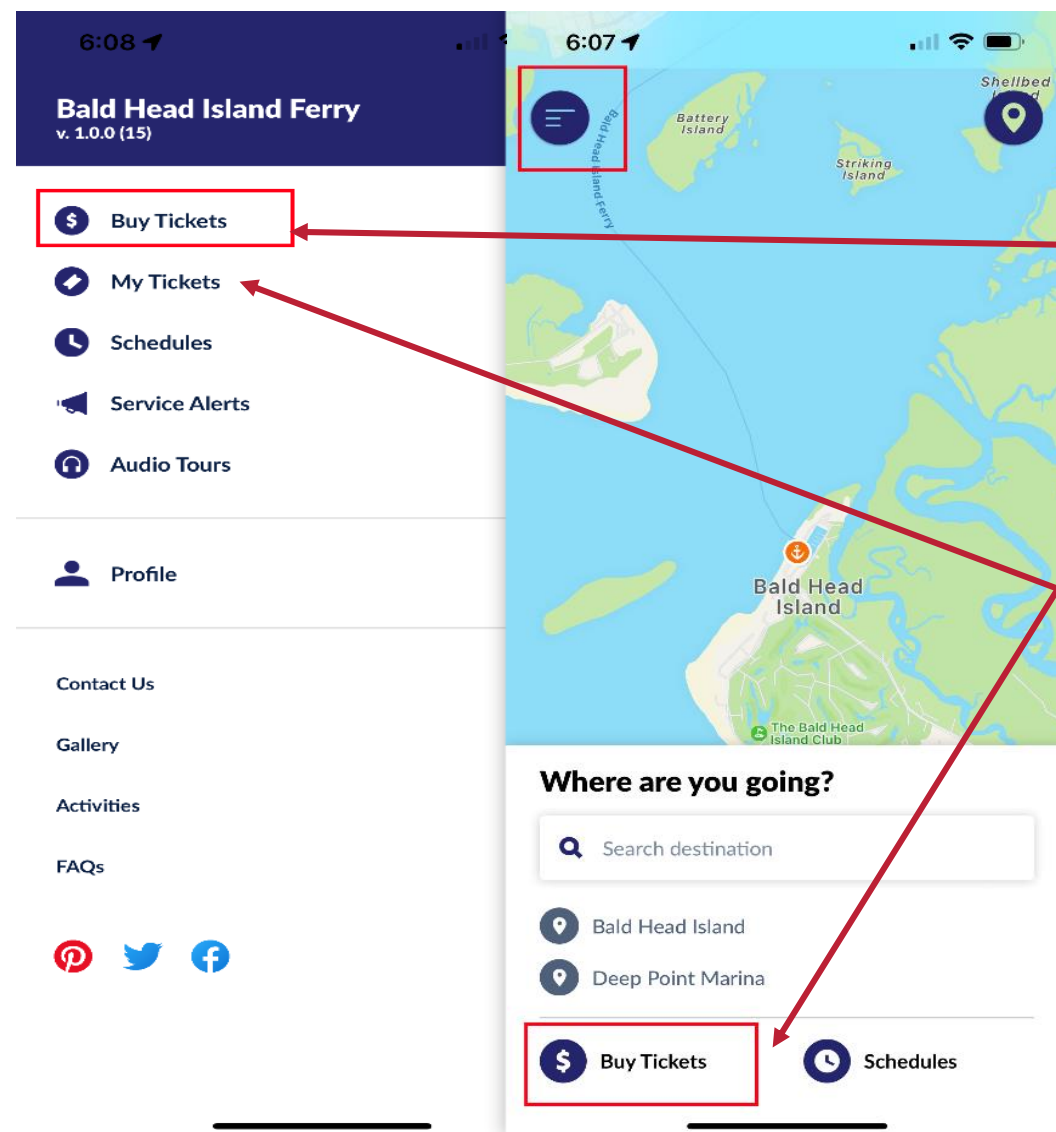 6:08
Bald Head Island Ferry
v. 1.0.0 (15)
Buy Tickets
My Tickets
Schedules
Service Alerts
Audio Tours
Profile
Contact Us
Gallery
Activities
FAQs
6:07
Shellbed
Battery
Island
Striking
Island
Bald Head Island Ferry
Bald Head
Island
The Bald Head
Island Club
Where are you going?
Search destination
Bald Head Island
Deep Point Marina
Buy Tickets
Schedules